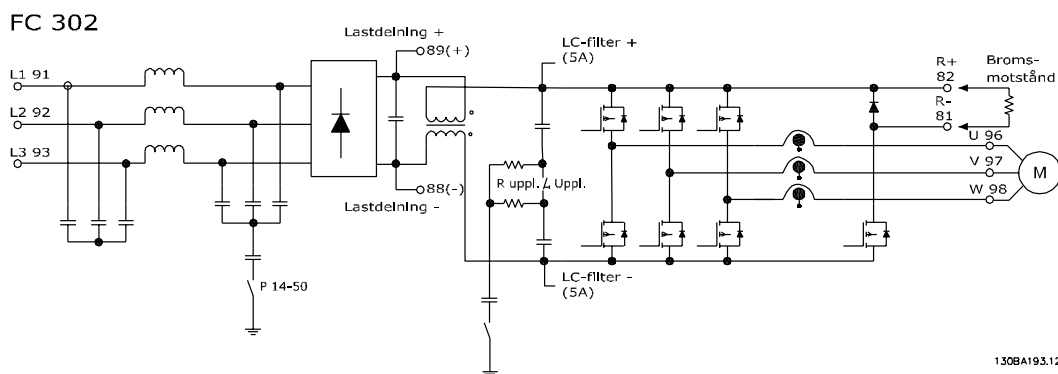 FC 302
Lastdelning +
89(+)
LC-filter +
(5A)
L1 91
L2 92
L3 93
R+
82
Broms-
motstånd
R-
81
U 96
V 97
W 98
M
R uppl.
Uppl.
88(-)
Lastdelning -
LC-filter -
(5A)
P 14-50
130BA193.12